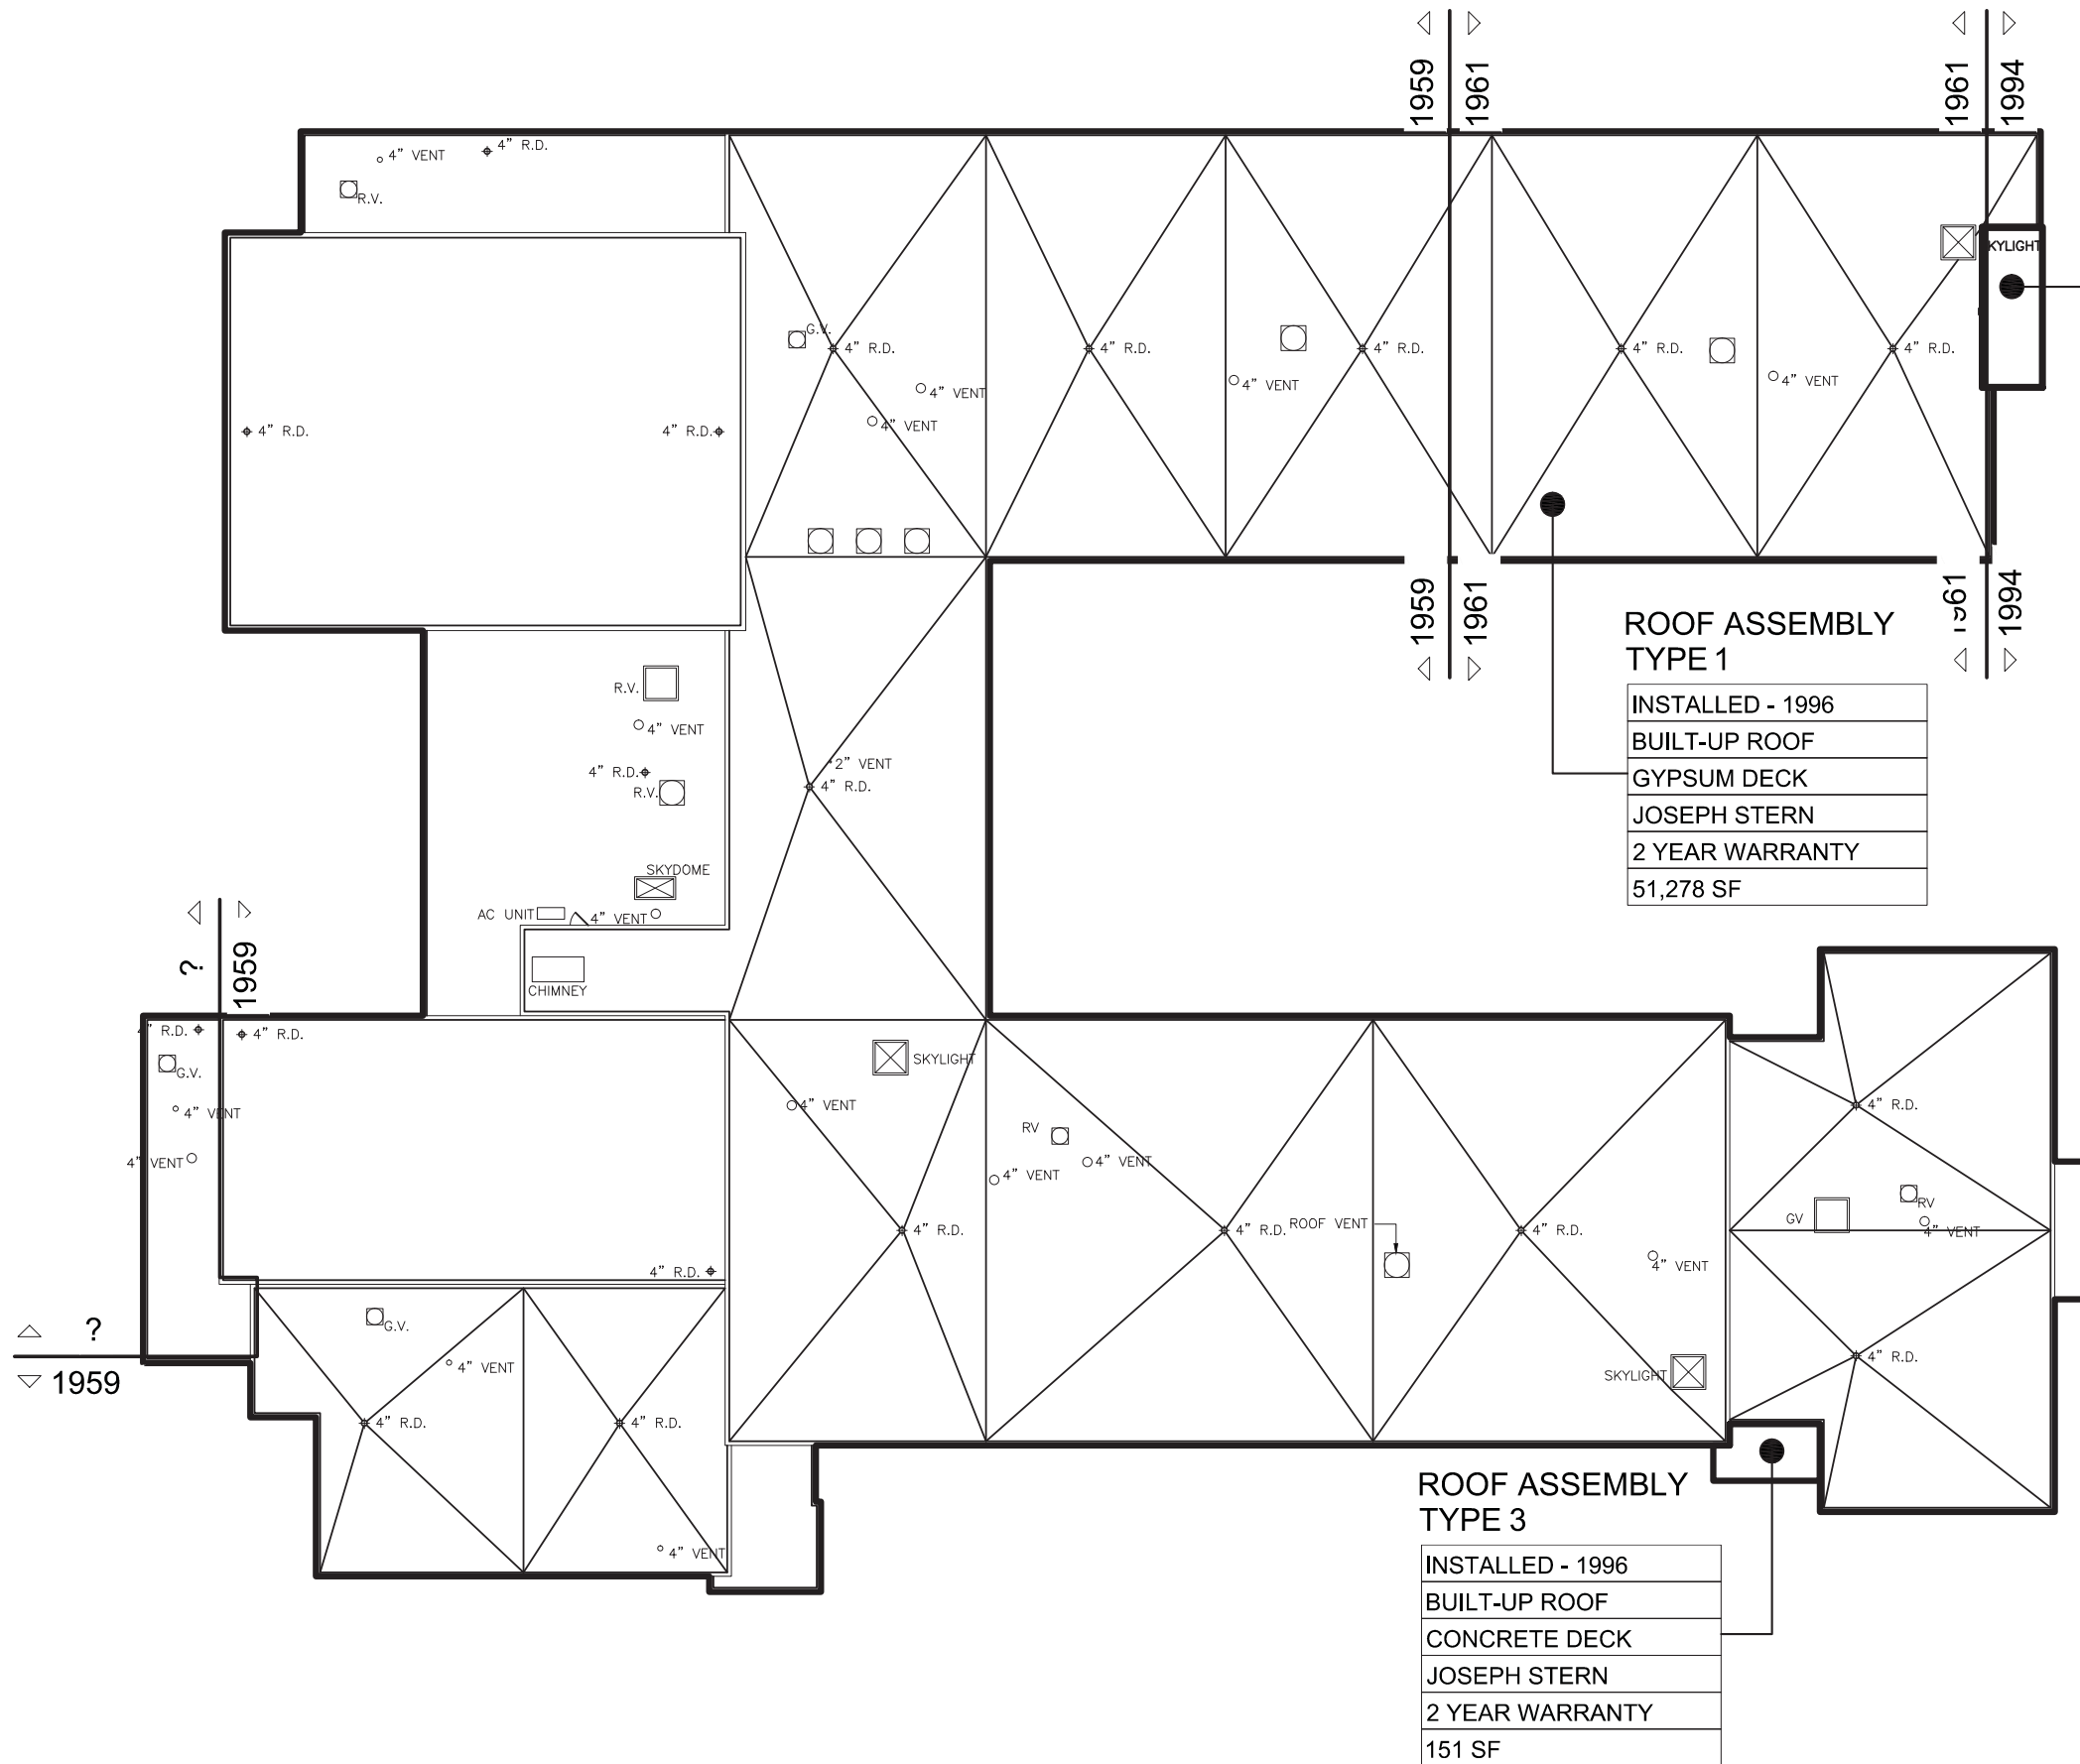 1959
1961
1961
1994
4" VENT
4" R.D.
R.V.
KYLIGHT
G.V.
4" R.D.
4" R.D.
4" R.D.
4" R.D.
4" R.D.
4" VENT
4" VENT
4" VENT
4" VENT
4" R.D.
4" R.D.
1959
1961
1961
1994
ROOF ASSEMBLY
TYPE 1
INSTALLED - 1996
BUILT-UP ROOF
GYPSUM DECK
JOSEPH STERN
2 YEAR WARRANTY
51,278 SF
R.V.
4" VENT
4" R.D.
R.V.
2" VENT
4" R.D.
SKYDOME
AC UNIT
4" VENT
CHIMNEY
?
1959
4" R.D.
4" R.D.
G.V.
4" VENT
4" VENT
SKYLIGHT
4" VENT
RV
4" VENT
4" VENT
4" R.D.
4" R.D.
ROOF VENT
4" R.D.
4" VENT
4" R.D.
GV
RV
4" VENT
4" R.D.
4" R.D.
G.V.
4" VENT
?
1959
4" R.D.
4" R.D.
4" VENT
SKYLIGHT
ROOF ASSEMBLY
TYPE 3
INSTALLED - 1996
BUILT-UP ROOF
CONCRETE DECK
JOSEPH STERN
2 YEAR WARRANTY
151 SF